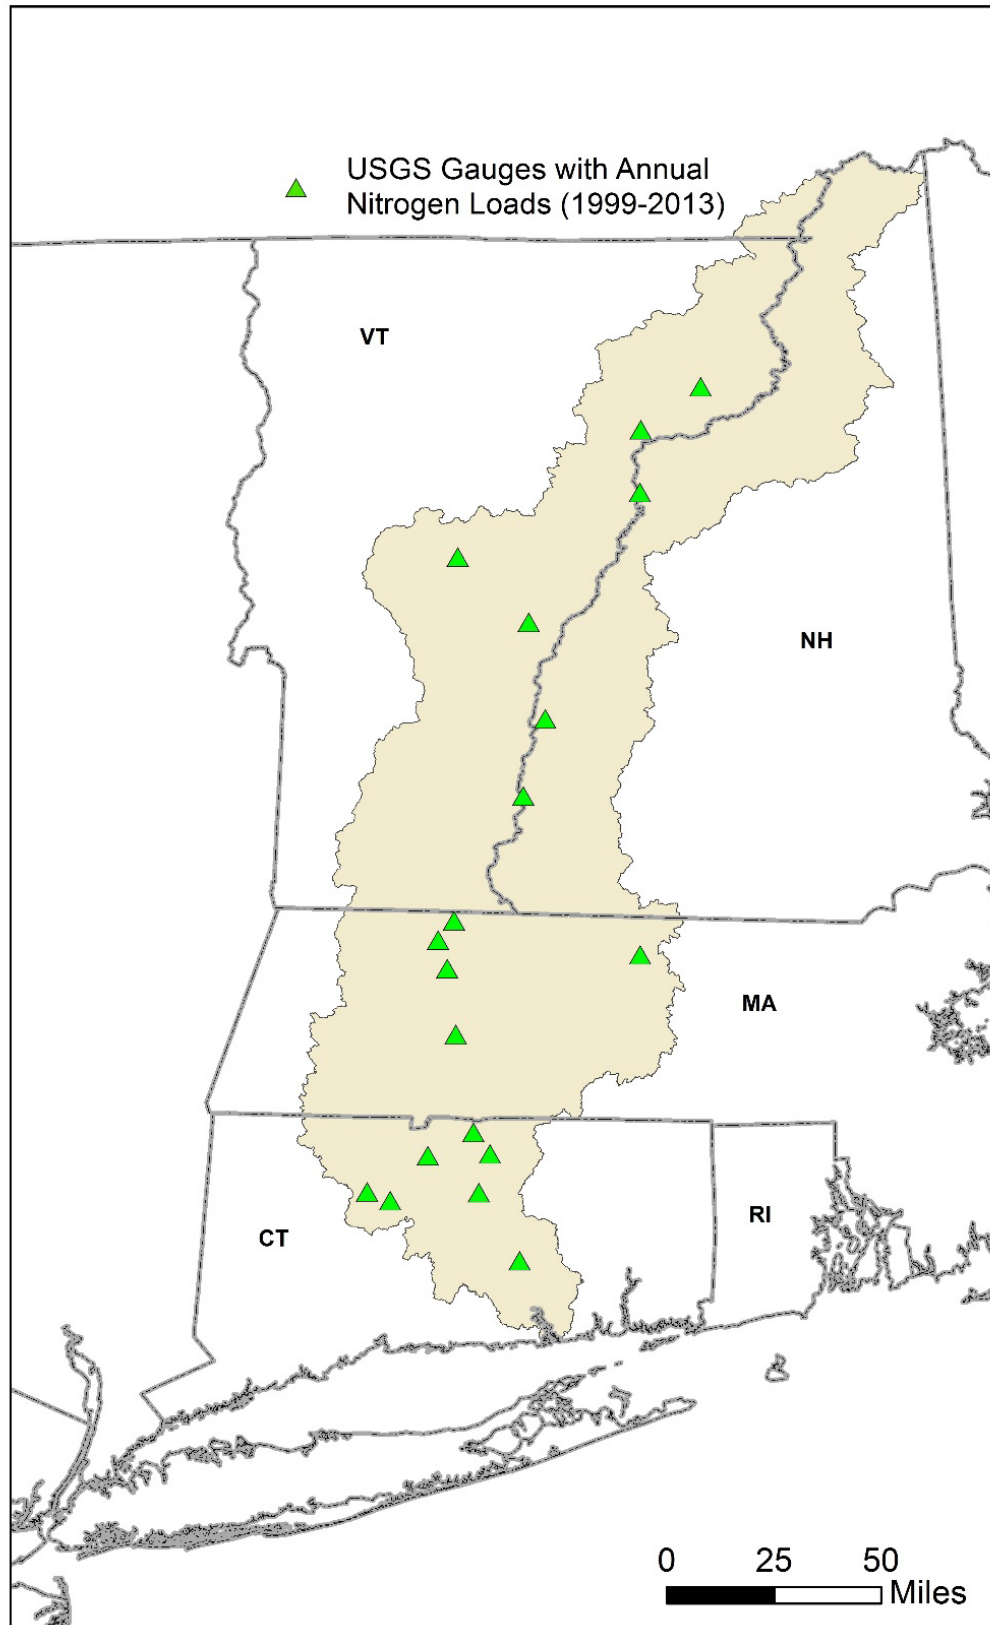 USGS Gauges with Annual
Nitrogen Loads (1999-2013)
VT
NH
MA
RI
CT
0 25 50
Miles